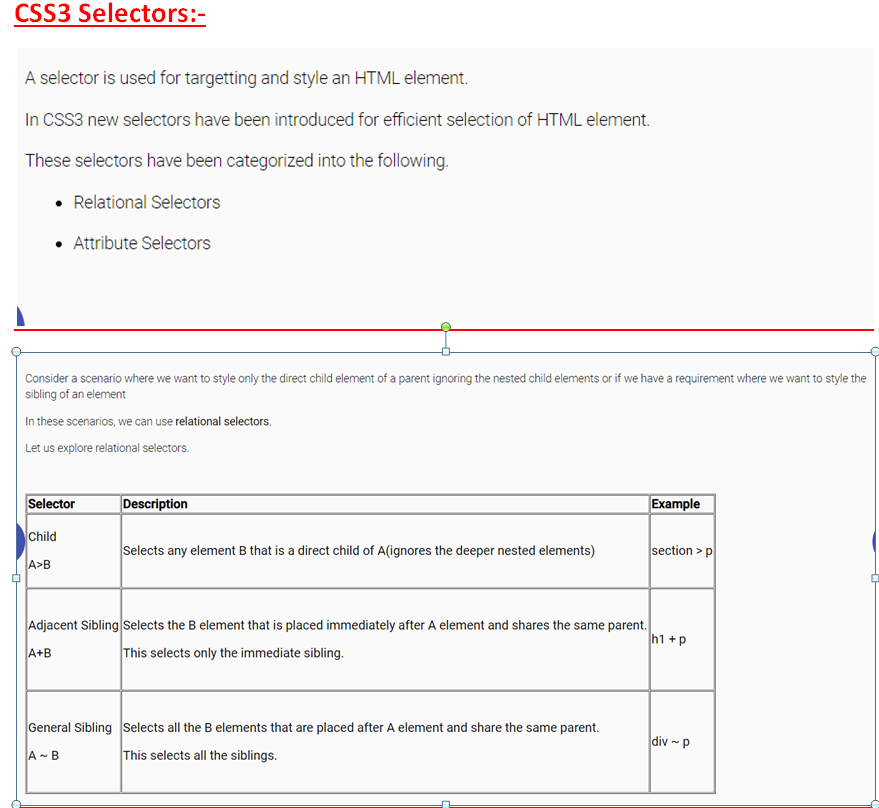 CSS3 Selectors:-
A selector is used for targetting and style an HTML element.
In CSS3 new selectors have been introduced for efficient selection of HTML element.
These selectors have been categorized into the following.
• Relational Selectors
• Attribute Selectors
Consider a scenario where we want to style only the direct child element of a parent ignoring the nested child elements or if we have a requirement where we want to style the
sibling of an element
In these scenarios, we can use relational selectors.
Let us explore relational selectors.
Selector Description Example
Child
A>B
Selects any element B that is a direct child of A(ignores the deeper nested elements)
section > p
Adjacent Sibling
A+B
Selects the B element that is placed immediately after A element and shares the same parent.
This selects only the immediate sibling.
h1 + p
General Sibling
A ~ B
Selects all the B elements that are placed after A element and share the same parent.
This selects all the siblings.
div ~ p